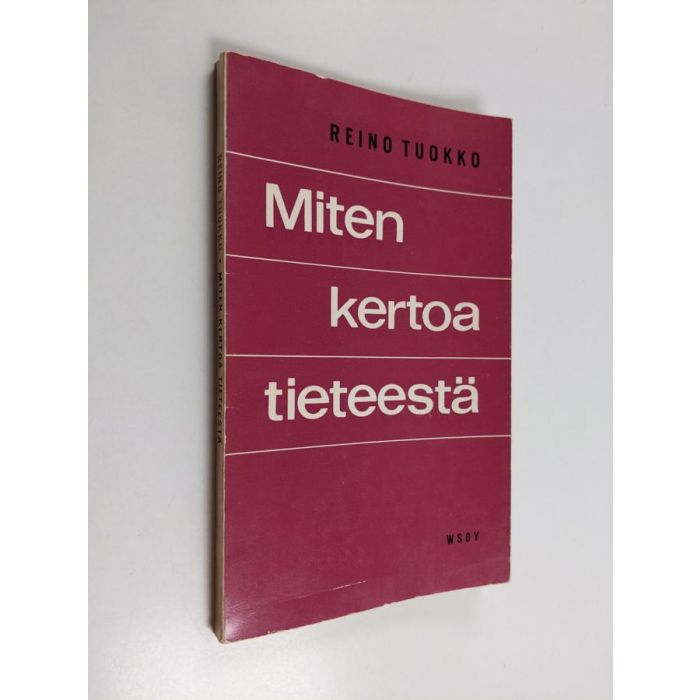 REINO TUOKKO
Miten
kertoa
tieteestä
WSOY
REINO TUOKKO • MITEN KERTOA TIETEESTÄ